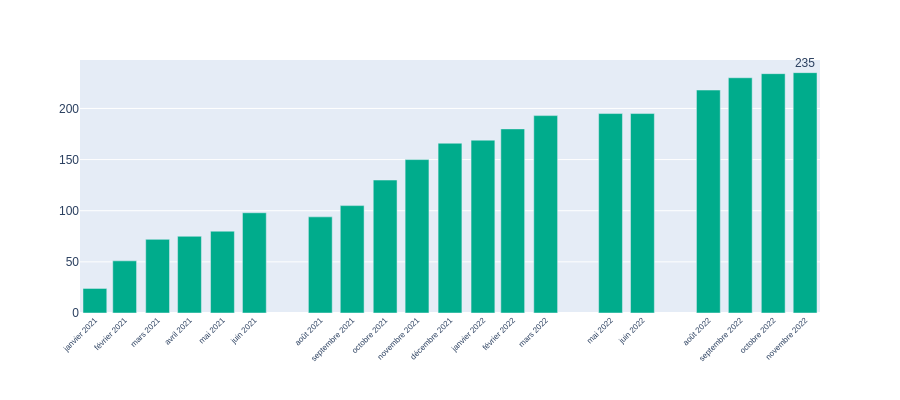 235
200
150
100
50
0
janvier 2021
février 2021
mars 2021
avril 2021
mai 2021
juin 2021
août 2021
septembre 2021
octobre 2021
novembre 2021
décembre 2021
janvier 2022
février 2022
mars 2022
mai 2022
juin 2022
août 2022
septembre 2022
octobre 2022
novembre 2022